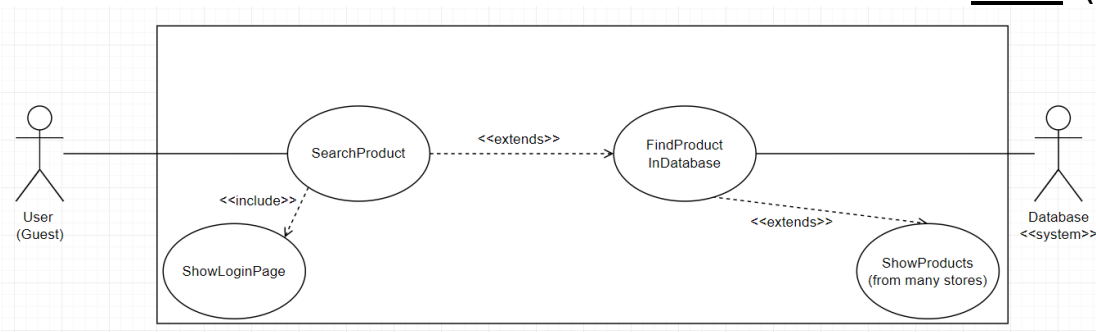 <<extends>>
SearchProduct
FindProduct
InDatabase
<<include>>
User
(Guest)
<<extends>>
Database
<<system>>
ShowLoginPage
ShowProducts
(from many stores)